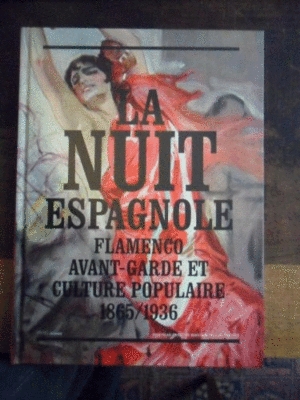 LA
NUIT
ESPAGNOLE
FLAMENCO
AVANT-GARDE ET
CULTURE POPULAIRE
1865/1936